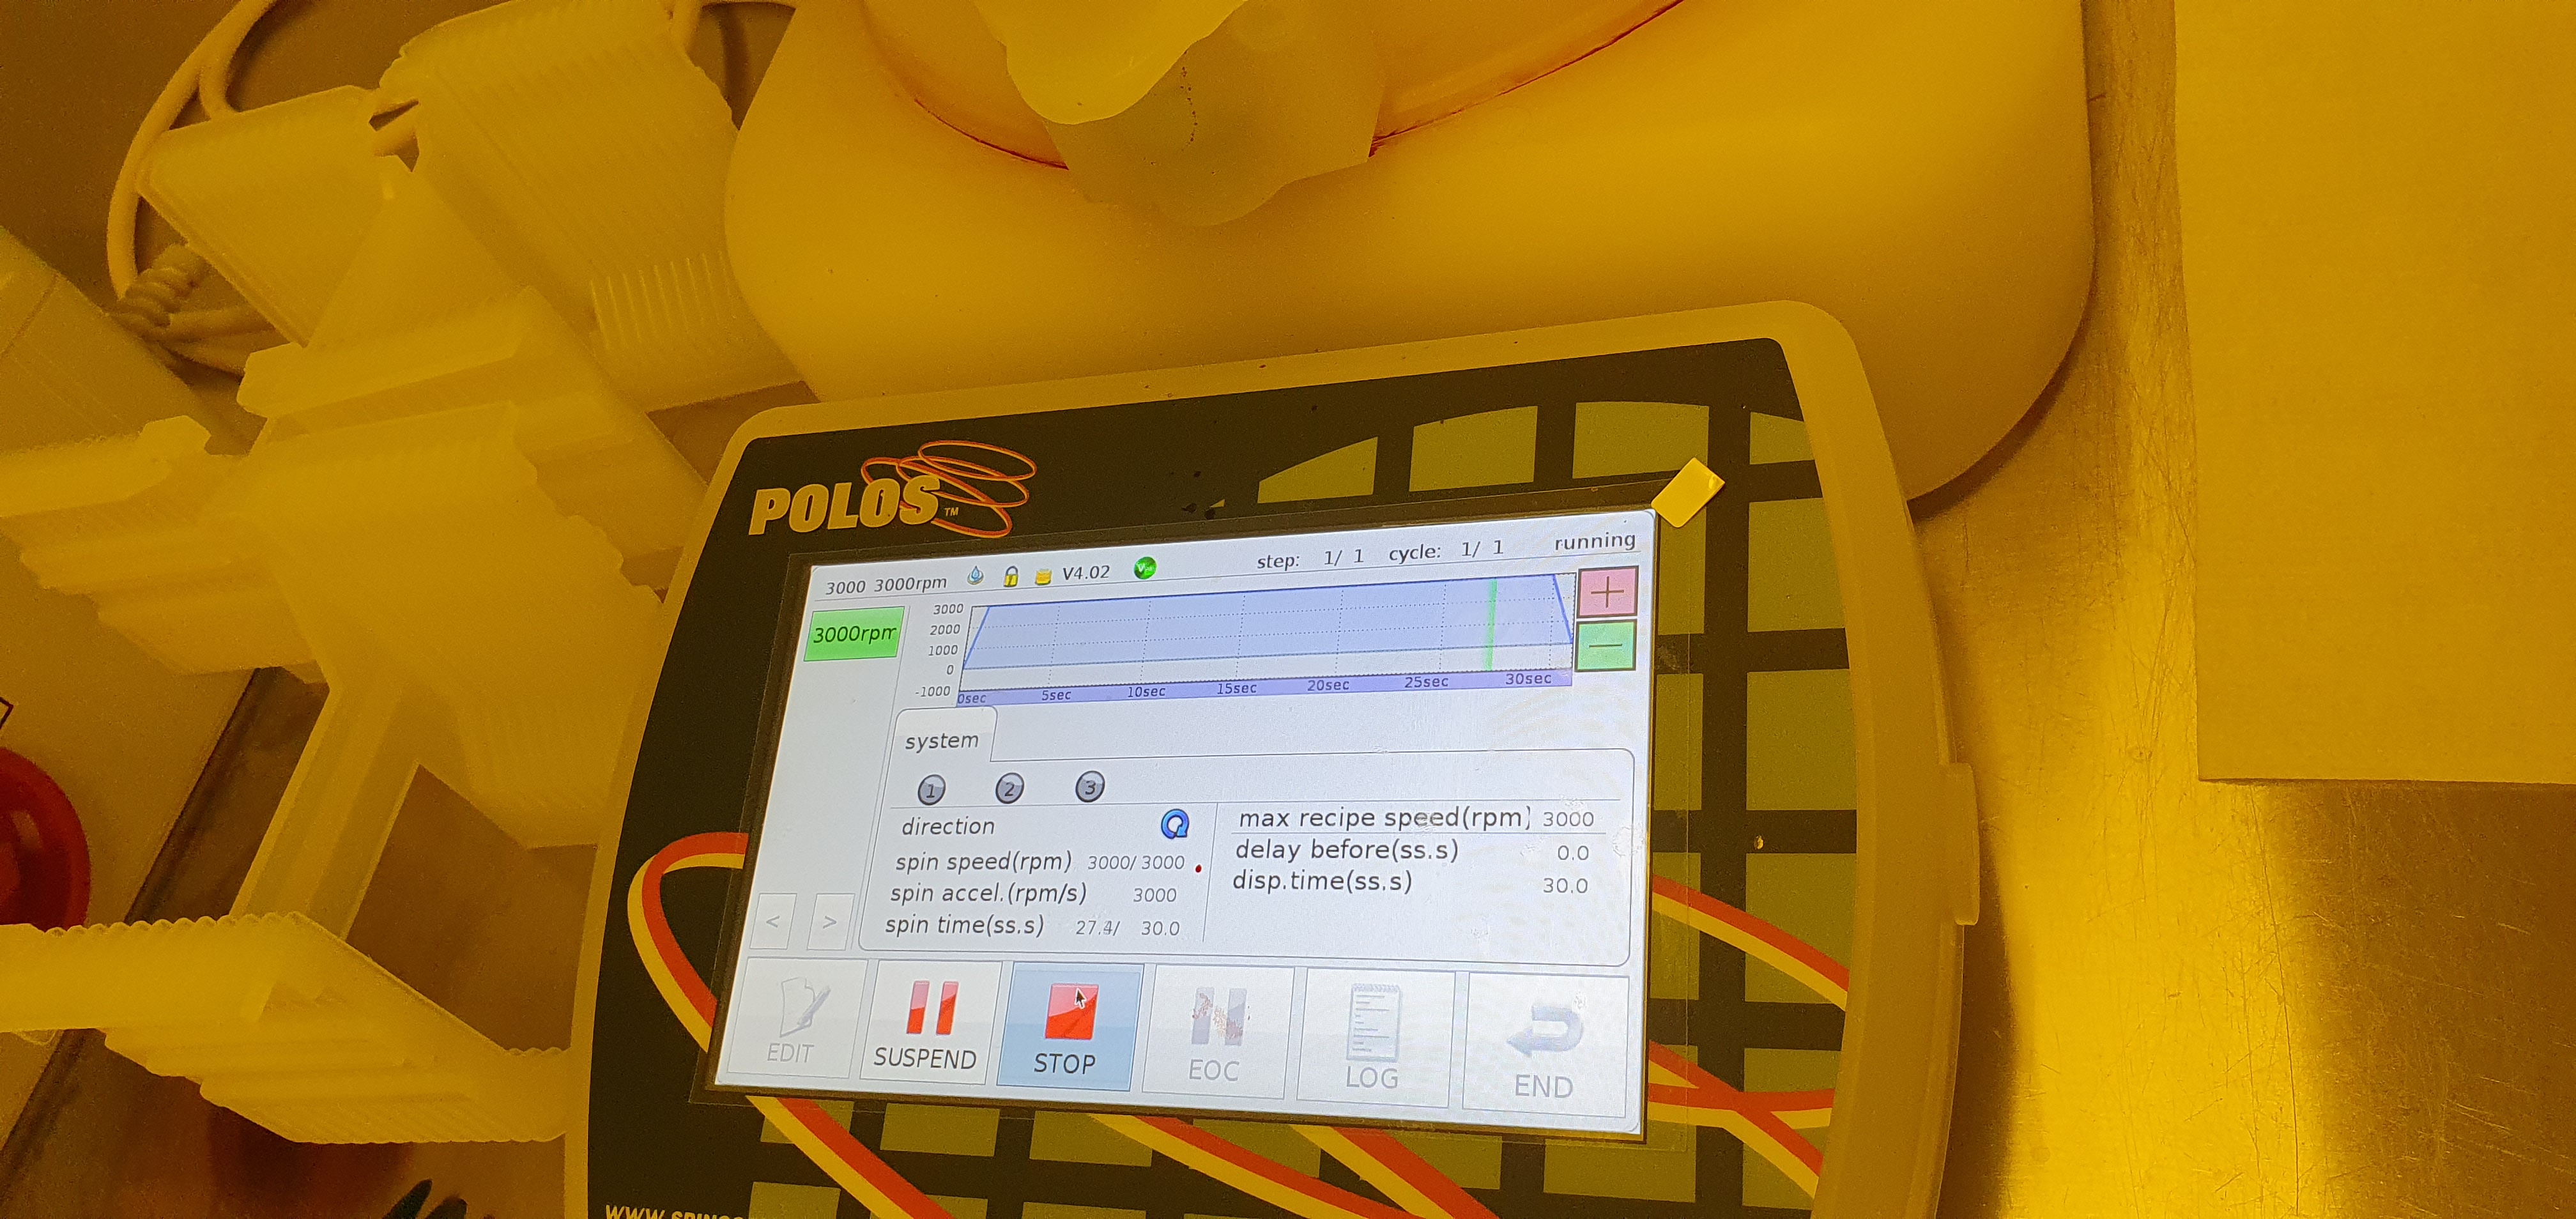 POLOS™
3000 3000rpm V4.02 step: 1/ 1 cycle: 1/ 1 running
3000rpm
3000
2000
1000
0
-1000
0sec 5sec 10sec 15sec 20sec 25sec 30sec
+
−
system
1 2 3
direction
spin speed(rpm) 3000/ 3000
spin accel.(rpm/s) 3000
spin time(ss.s) 30.0
max recipe speed(rpm) 3000
delay before(ss.s) 0.0
disp.time(ss.s) 30.0
< >
EDIT SUSPEND STOP EOC LOG END